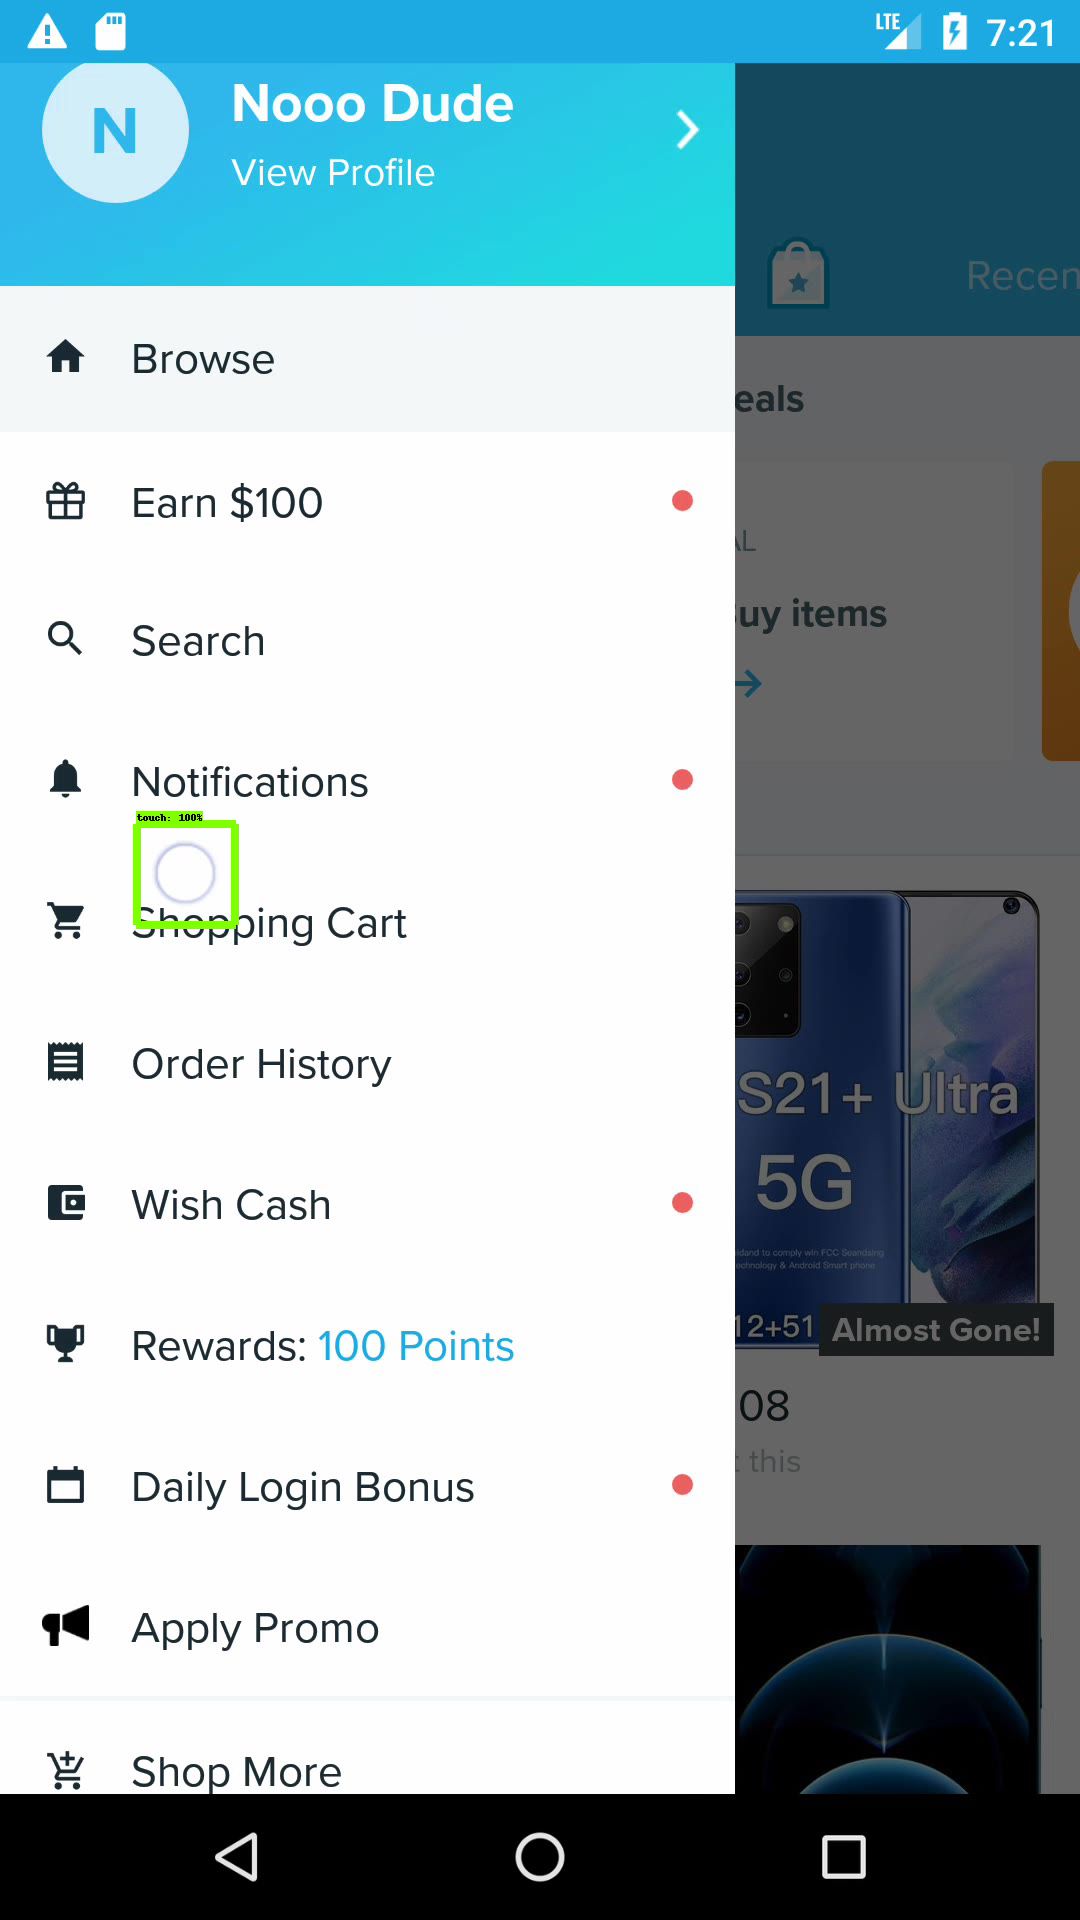 LTE 7:21
N
Nooo Dude
View Profile
Recen
Browse
eals
Earn $100
AL
uy items
Search
Notifications
touch: 100%
Shopping Cart
Order History
S21+ Ultra
5G
Wish Cash
12+51
Almost Gone!
Rewards: 100 Points
08
this
Daily Login Bonus
Apply Promo
Shop More